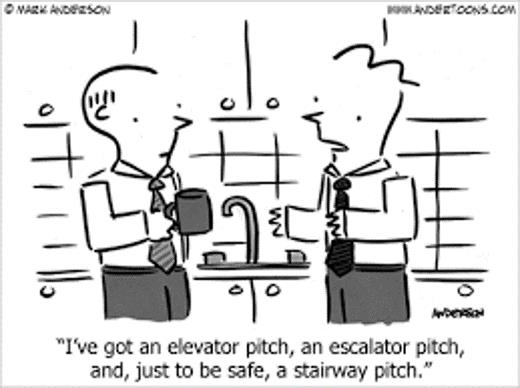 © MARK ANDERSON
WWW.ANDERTOONS.COM
ANDERSON
“I’ve got an elevator pitch, an escalator pitch,
and, just to be safe, a stairway pitch.”